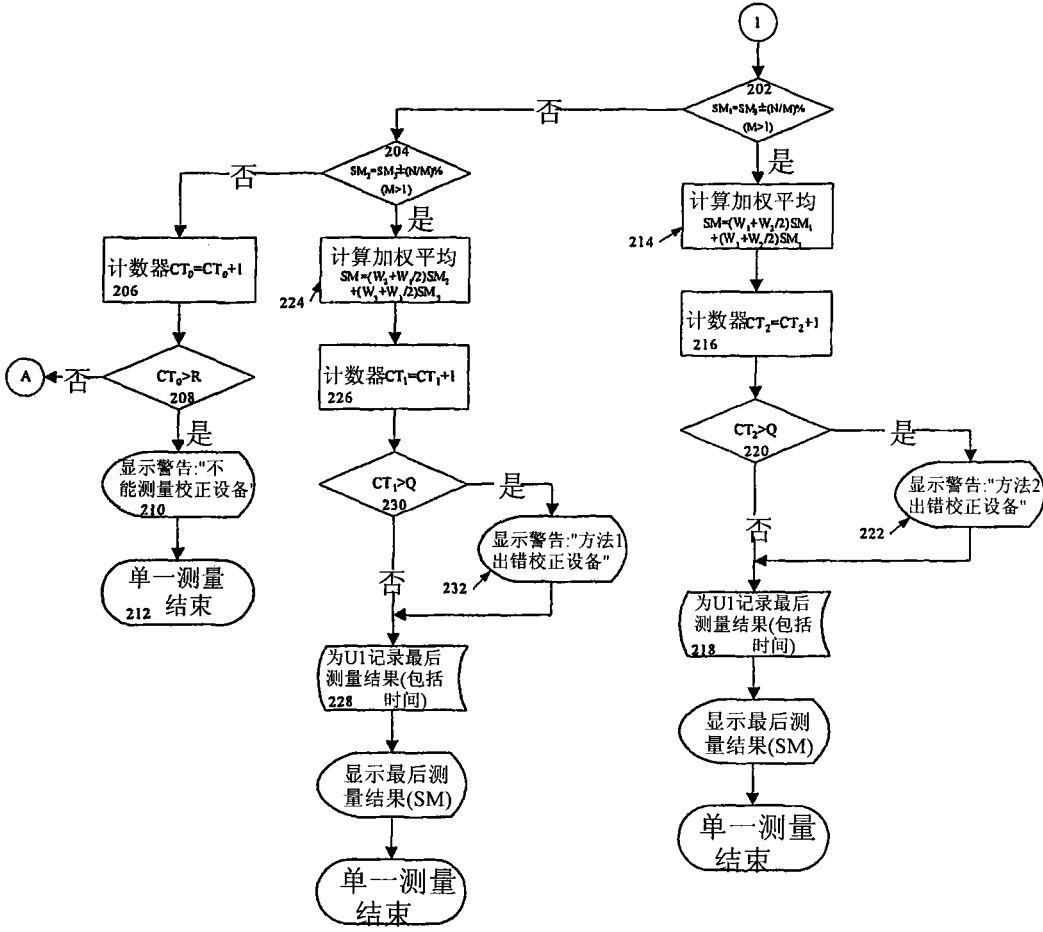 1
202
SM₁=SM₃±(N/M)%
(M>1)
否
是
204
SM₂=SM₃±(N/M)%
(M>1)
否
是
计算加权平均
SM=(W₁+W₂/2)SM₁
+(W₃+W₂/2)SM₃
214
计数器CT₂=CT₂+1
216
CT₂>Q
220
是
否
显示警告:"方法2
出错校正设备"
222
为U1记录最后
测量结果(包括
218 时间)
显示最后测
量结果(SM)
单一测量
结束
计算加权平均
SM=(W₂+W₁/2)SM₂
+(W₃+W₁/2)SM₃
224
计数器CT₁=CT₁+1
226
CT₁>Q
230
是
否
显示警告:"方法1
出错校正设备"
232
为U1记录最后
测量结果(包括
228 时间)
显示最后测
量结果(SM)
单一测量
结束
计数器CT₀=CT₀+1
206
CT₀>R
208
否
A
是
显示警告:"不
能测量校正设备"
210
单一测量
212 结束